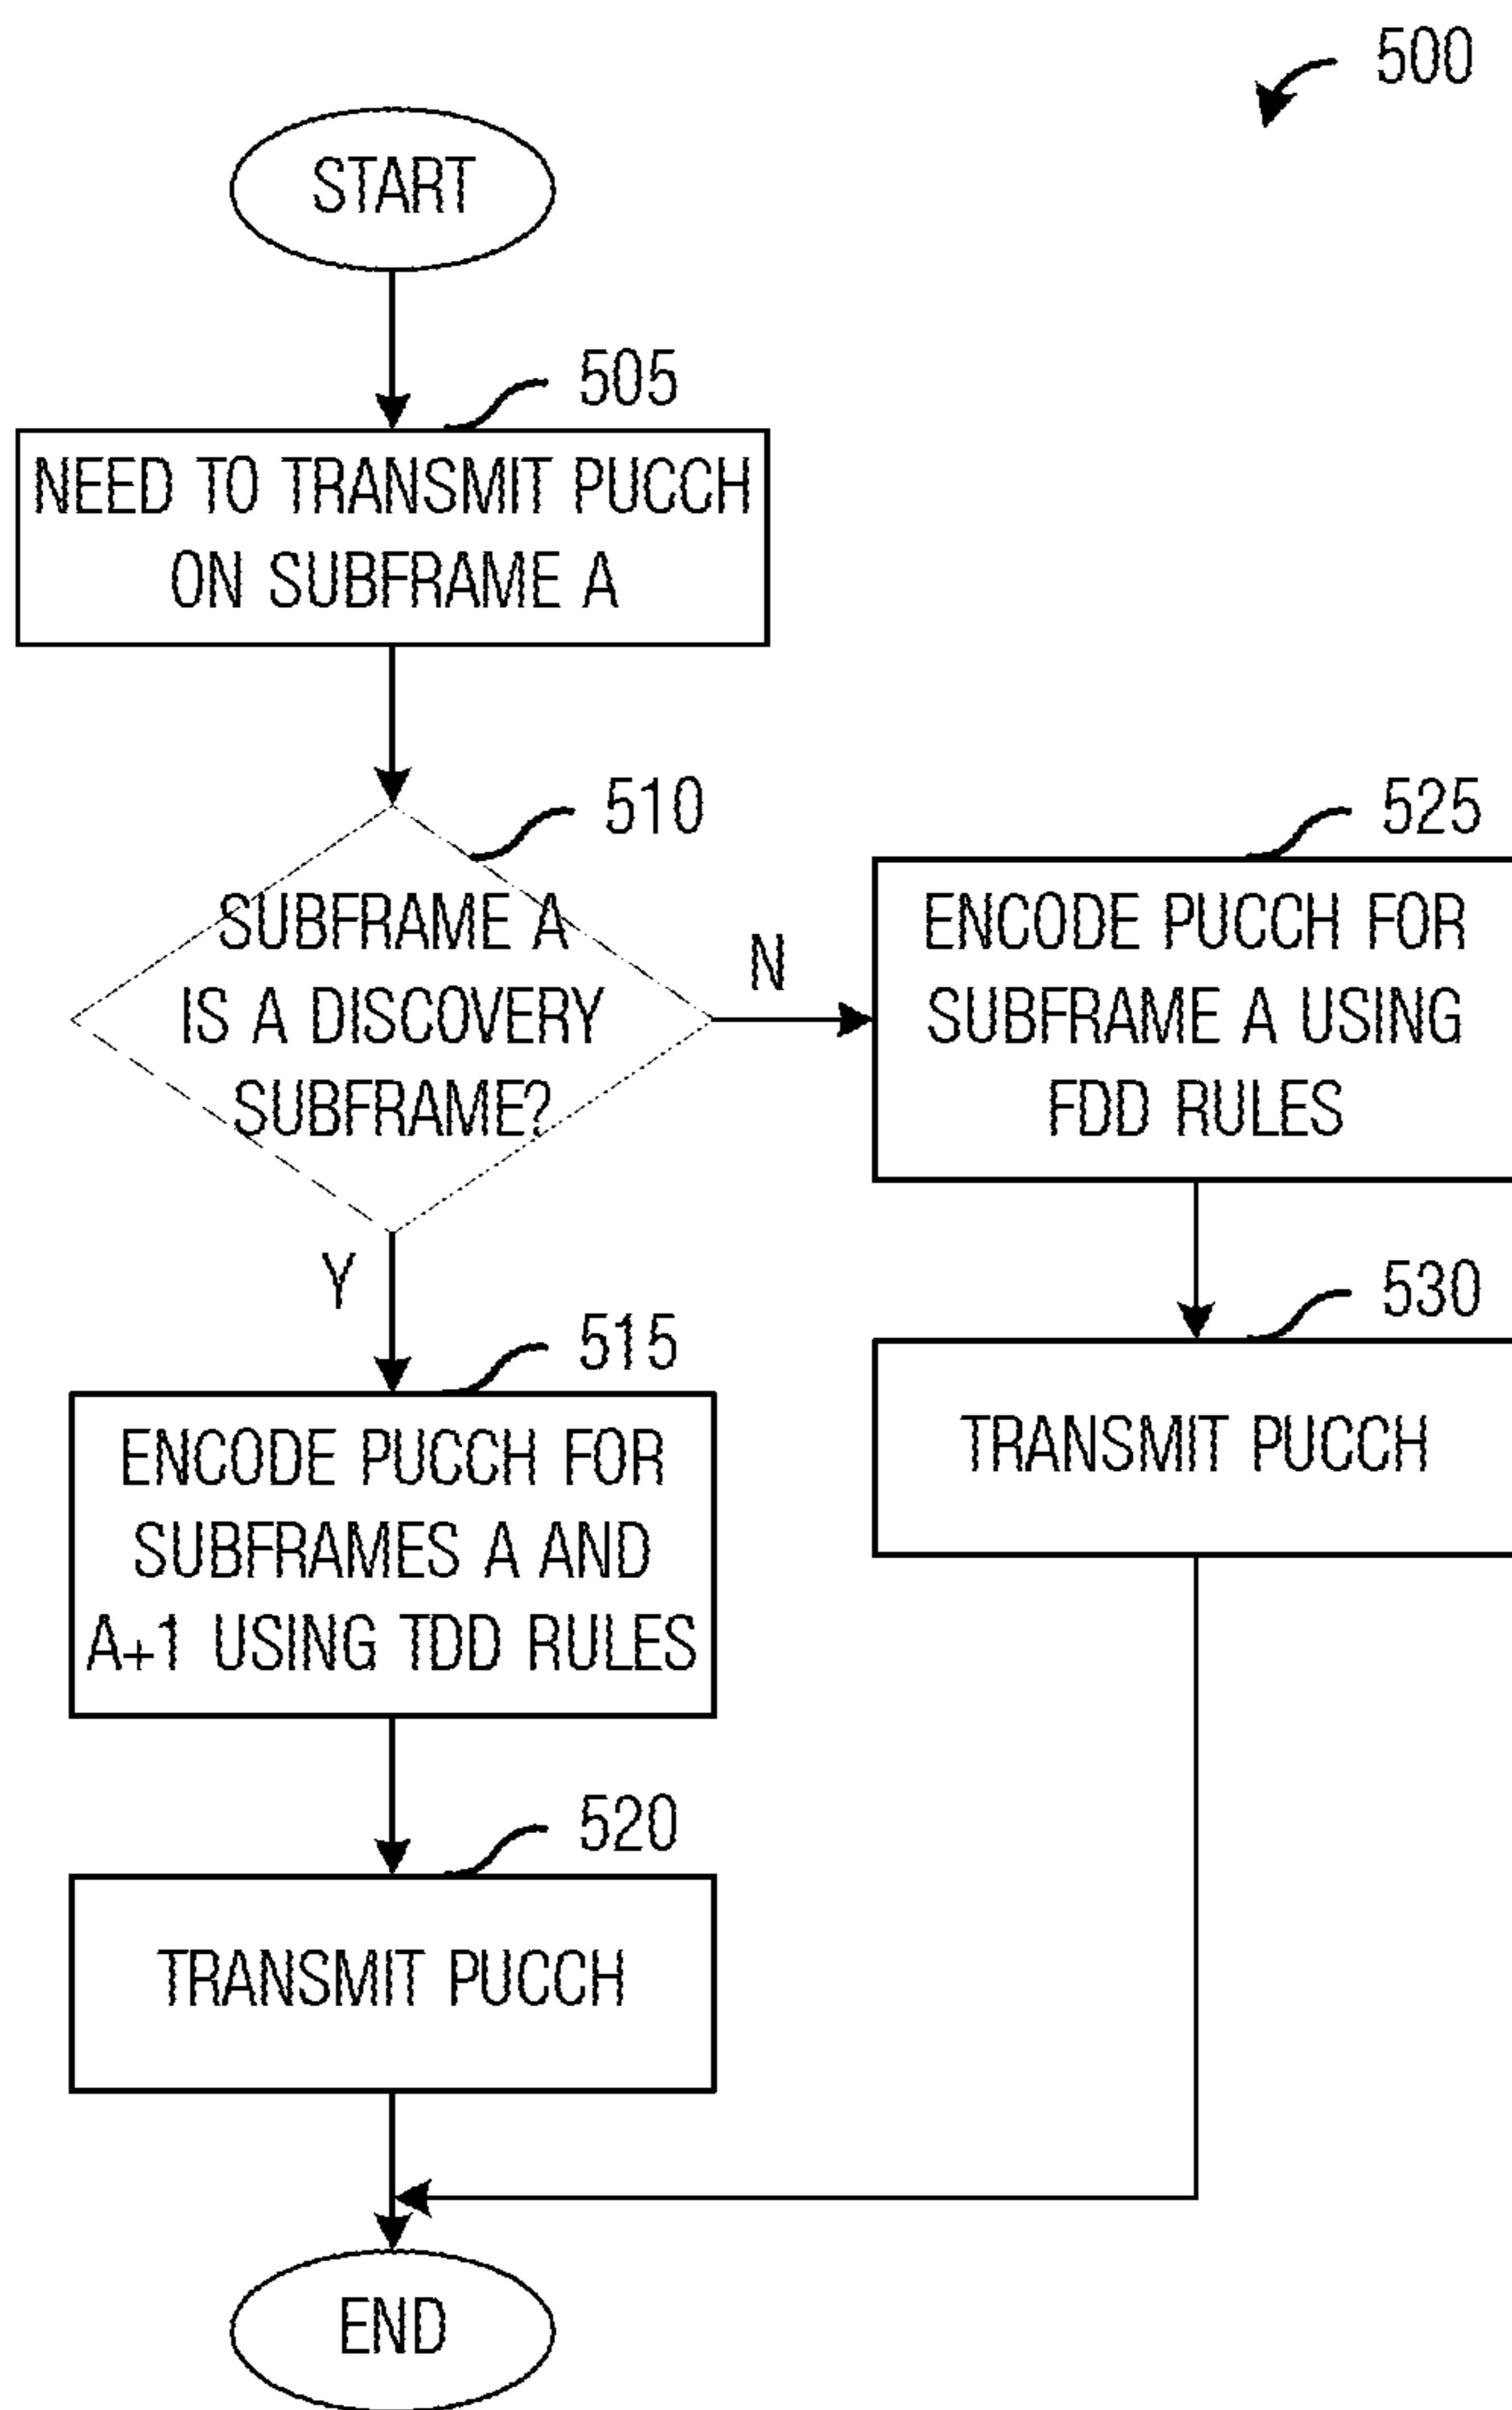 500
START
505
NEED TO TRANSMIT PUCCH
ON SUBFRAME A
510
SUBFRAME A
IS A DISCOVERY
SUBFRAME?
N
Y
525
ENCODE PUCCH FOR
SUBFRAME A USING
FDD RULES
530
TRANSMIT PUCCH
515
ENCODE PUCCH FOR
SUBFRAMES A AND
A+1 USING TDD RULES
520
TRANSMIT PUCCH
END